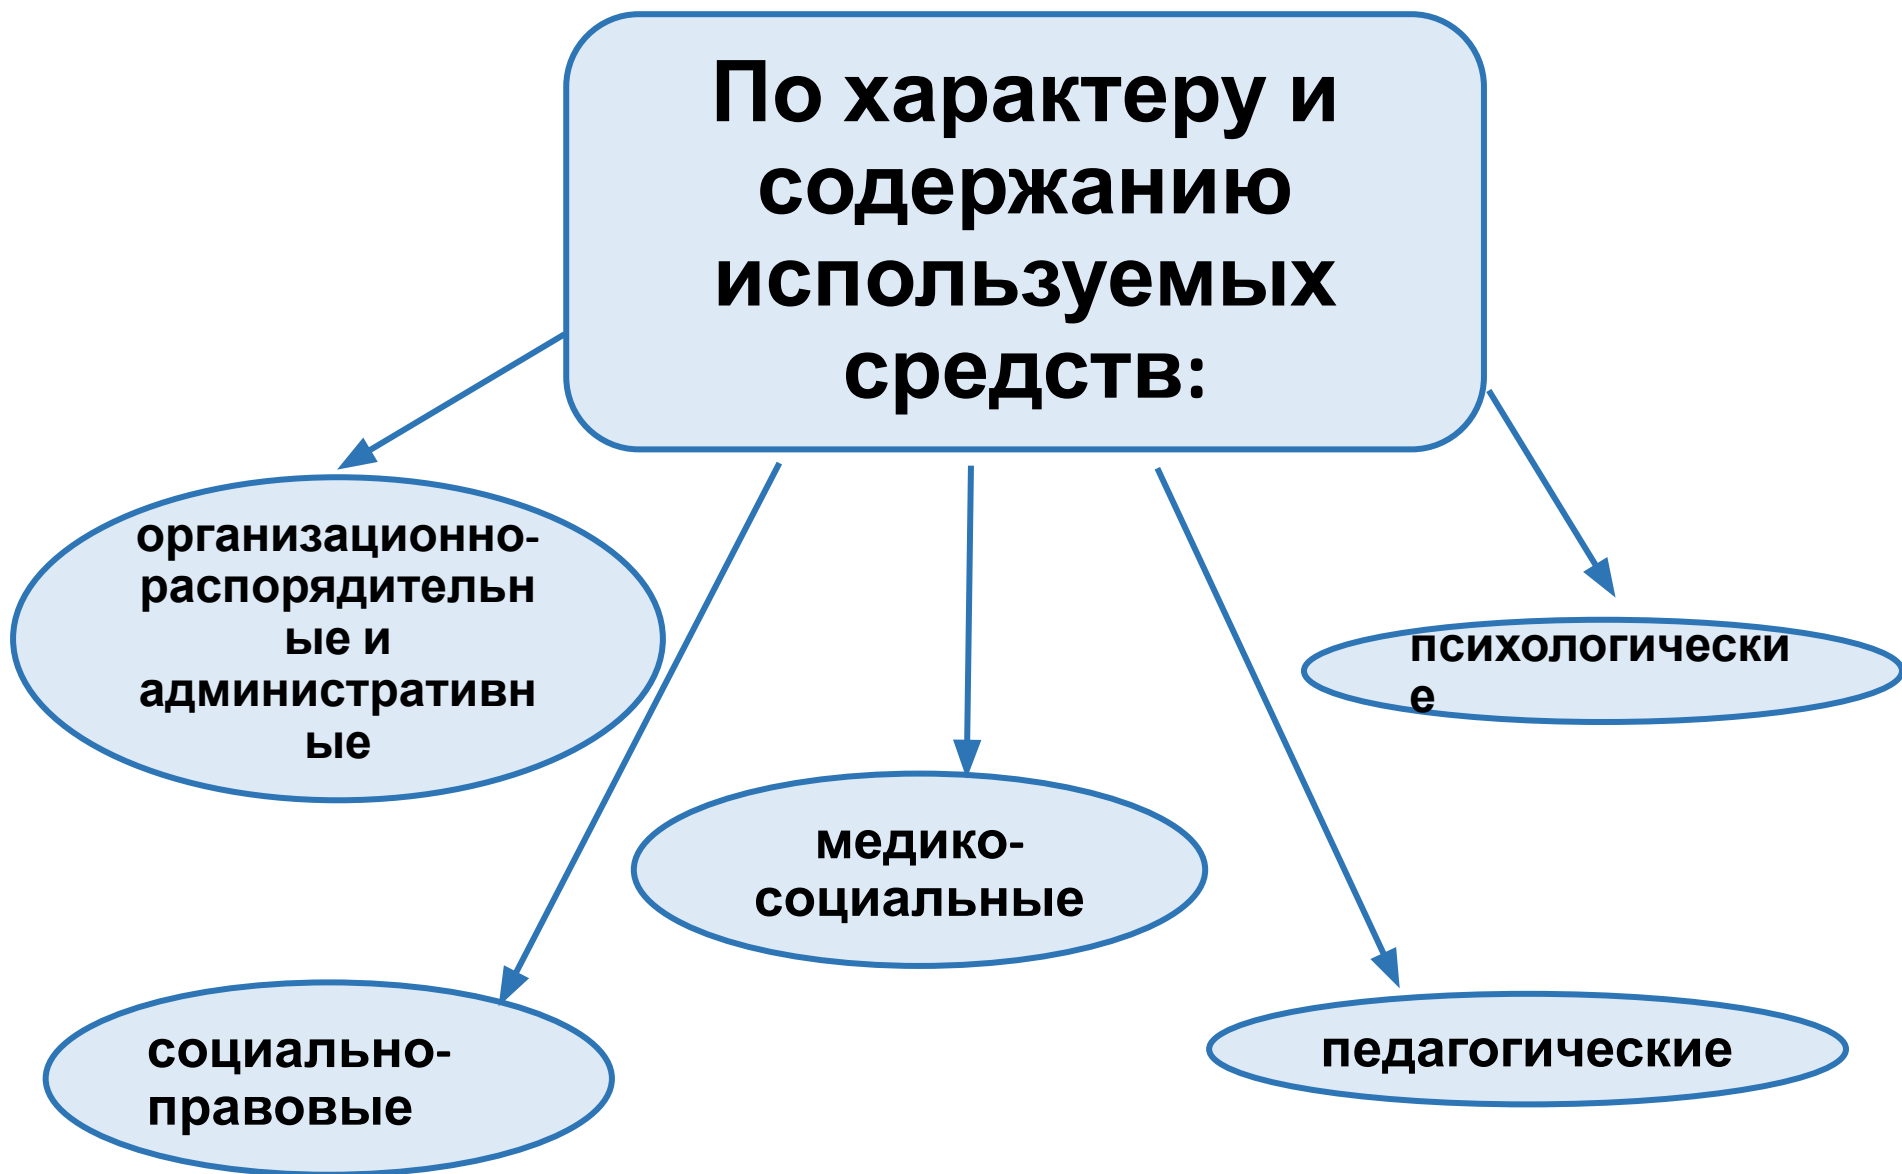 По характеру и
содержанию
используемых
средств:
организационно-
распорядительн
ые и
административн
ые
психологически
е
медико-
социальные
социально-
правовые
педагогические